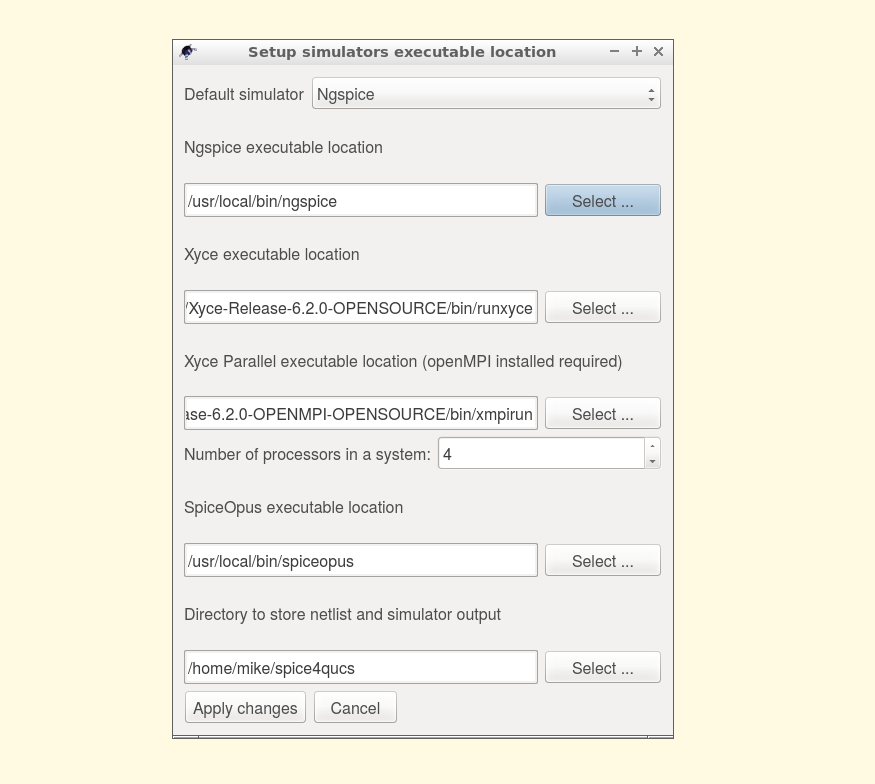 Setup simulators executable location
Default simulator Ngspice
Ngspice executable location
/usr/local/bin/ngspice Select ...
Xyce executable location
/Xyce-Release-6.2.0-OPENSOURCE/bin/runxyce Select ...
Xyce Parallel executable location (openMPI installed required)
ase-6.2.0-OPENMPI-OPENSOURCE/bin/xmpirun Select ...
Number of processors in a system: 4
SpiceOpus executable location
/usr/local/bin/spiceopus Select ...
Directory to store netlist and simulator output
/home/mike/spice4qucs Select ...
Apply changes Cancel